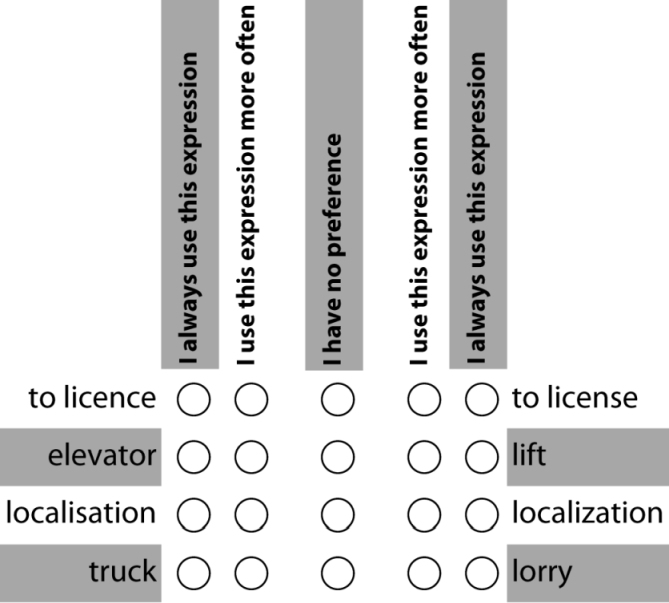 I always use this expression
I use this expression more often
I have no preference
I use this expression more often
I always use this expression
to licence to license
elevator lift
localisation localization
truck lorry